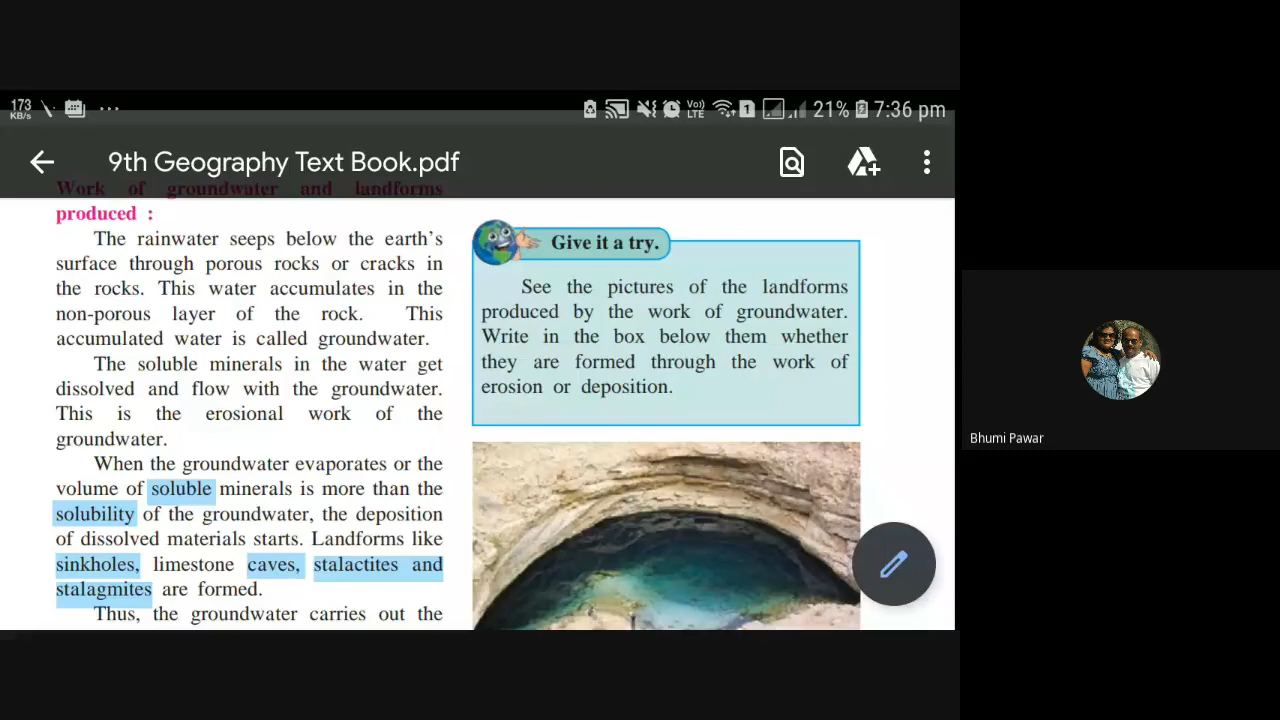 173
KB/s
Vo))
LTE
1
21%
7:36 pm
9th Geography Text Book.pdf
Work of groundwater and landforms
produced :
The rainwater seeps below the earth's
surface through porous rocks or cracks in
the rocks. This water accumulates in the
non-porous layer of the rock. This
accumulated water is called groundwater.
The soluble minerals in the water get
dissolved and flow with the groundwater.
This is the erosional work of the
groundwater.
When the groundwater evaporates or the
volume of soluble minerals is more than the
solubility of the groundwater, the deposition
of dissolved materials starts. Landforms like
sinkholes, limestone caves, stalactites and
stalagmites are formed.
Thus, the groundwater carries out the
Give it a try.
See the pictures of the landforms
produced by the work of groundwater.
Write in the box below them whether
they are formed through the work of
erosion or deposition.
Bhumi Pawar